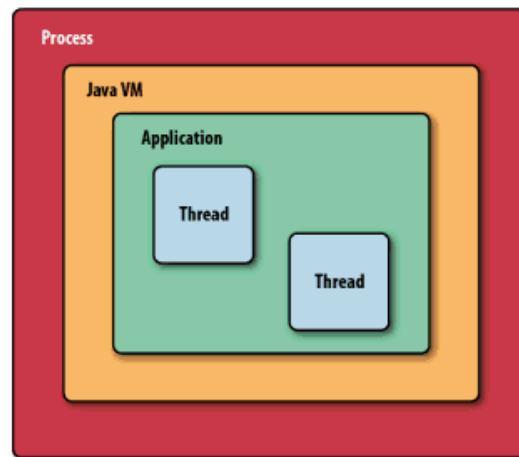 Process
Java VM
Application
Thread
Thread